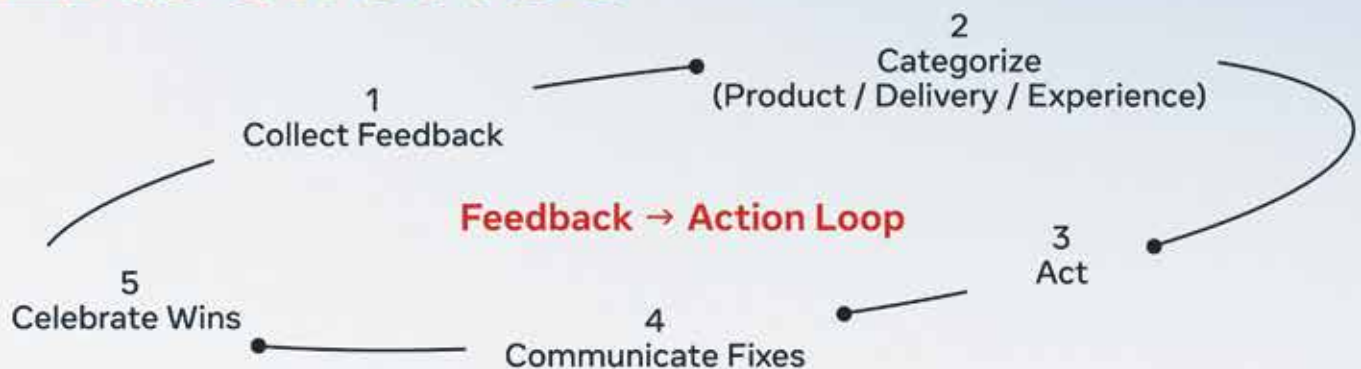 1
Collect Feedback
2
Categorize
(Product / Delivery / Experience)
Feedback → Action Loop
3
Act
4
Communicate Fixes
5
Celebrate Wins